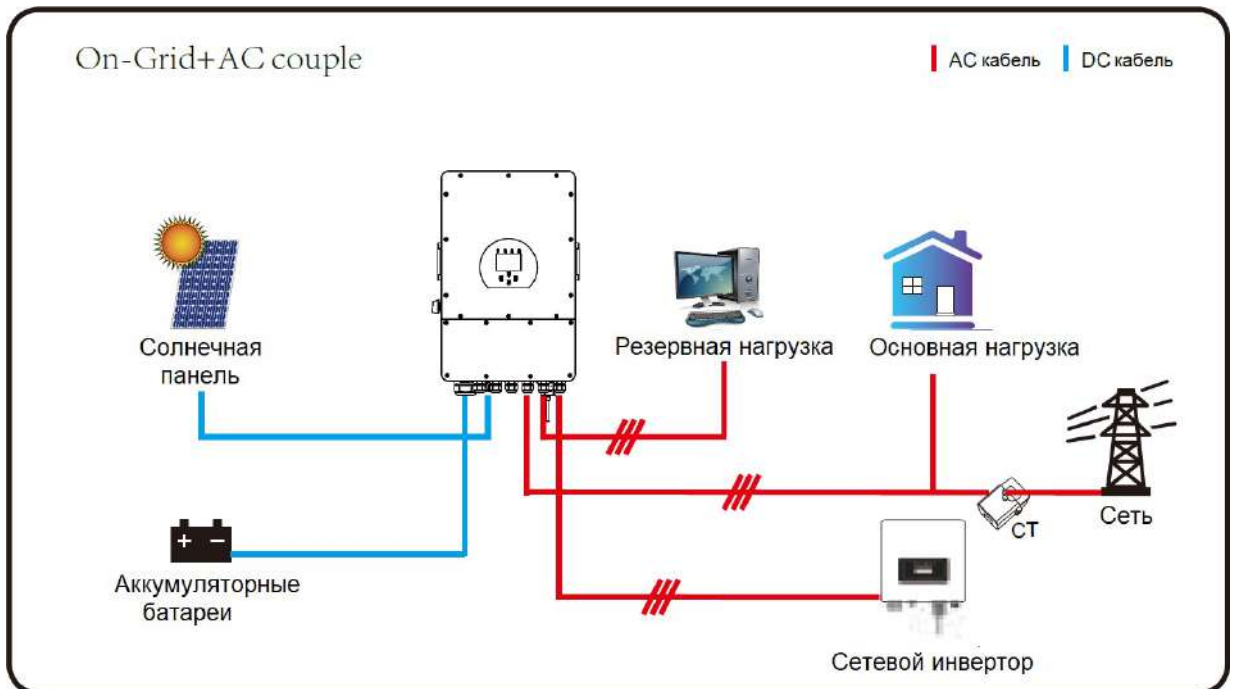 On-Grid+AC couple
AC кабель DC кабель
Солнечная
панель
Резервная нагрузка
Основная нагрузка
Сеть
CT
Аккумуляторные
батареи
Сетевой инвертор